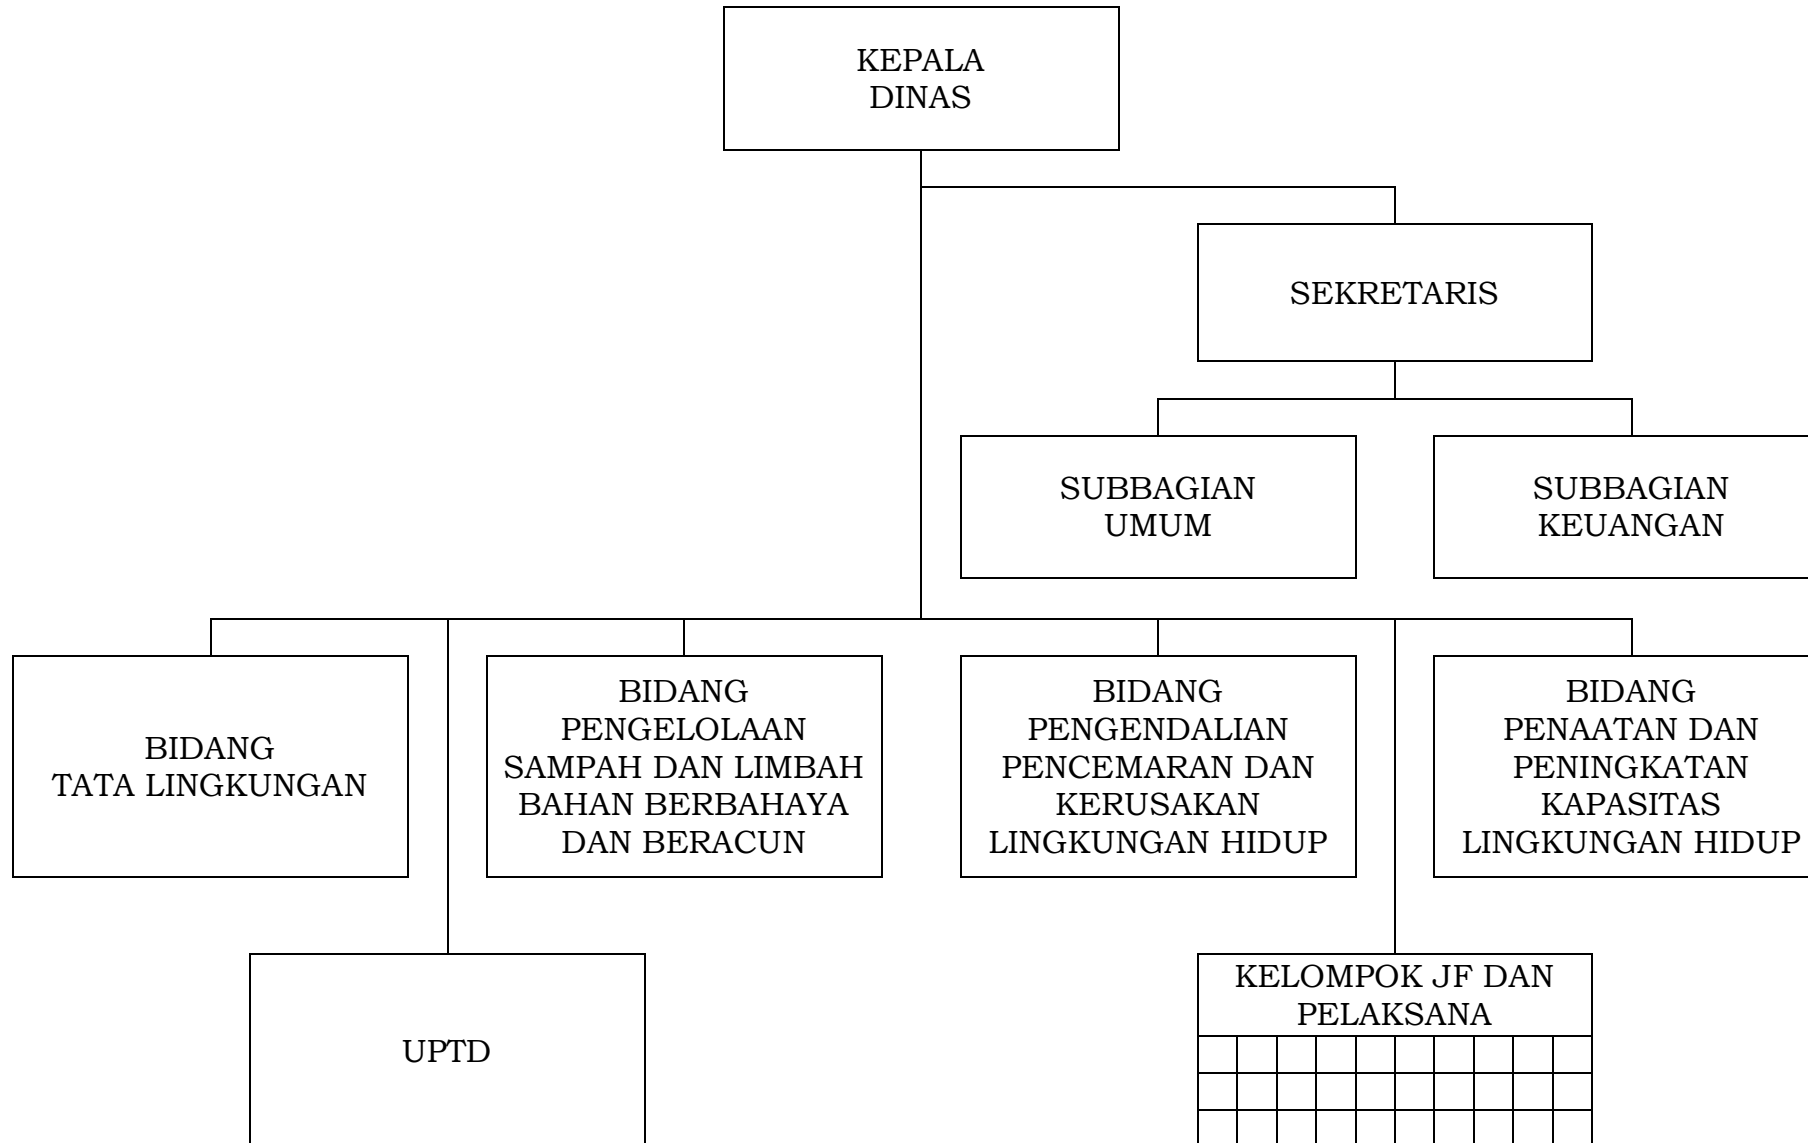 KEPALA
DINAS
SEKRETARIS
SUBBAGIAN
UMUM
SUBBAGIAN
KEUANGAN
BIDANG
TATA LINGKUNGAN
BIDANG
PENGELOLAAN
SAMPAH DAN LIMBAH
BAHAN BERBAHAYA
DAN BERACUN
BIDANG
PENGENDALIAN
PENCEMARAN DAN
KERUSAKAN
LINGKUNGAN HIDUP
BIDANG
PENAATAN DAN
PENINGKATAN
KAPASITAS
LINGKUNGAN HIDUP
UPTD
KELOMPOK JF DAN
PELAKSANA